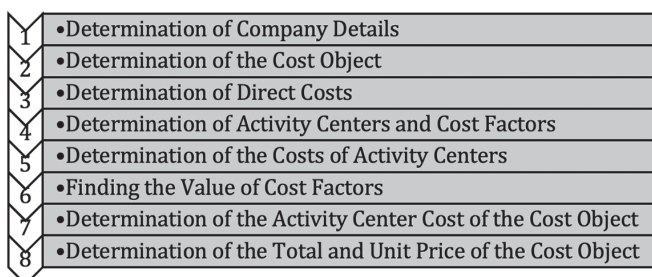 1 •Determination of Company Details
2 •Determination of the Cost Object
3 •Determination of Direct Costs
4 •Determination of Activity Centers and Cost Factors
5 •Determination of the Costs of Activity Centers
6 •Finding the Value of Cost Factors
7 •Determination of the Activity Center Cost of the Cost Object
8 •Determination of the Total and Unit Price of the Cost Object